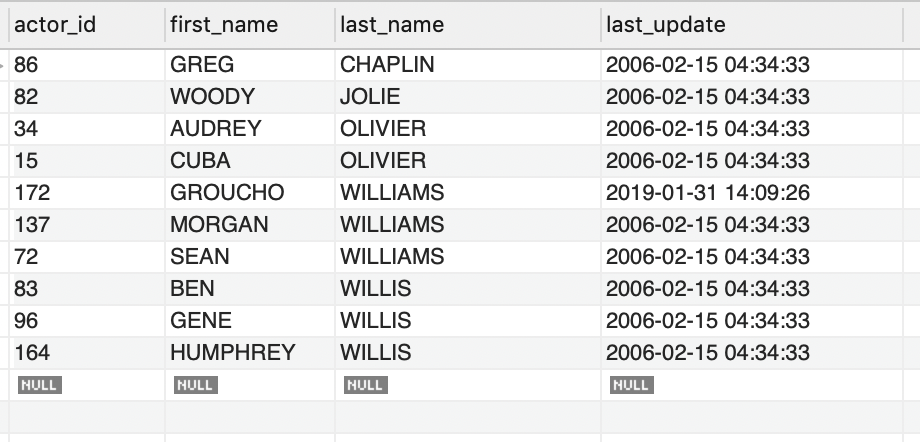 actor_id first_name last_name last_update
86 GREG CHAPLIN 2006-02-15 04:34:33
82 WOODY JOLIE 2006-02-15 04:34:33
34 AUDREY OLIVIER 2006-02-15 04:34:33
15 CUBA OLIVIER 2006-02-15 04:34:33
172 GROUCHO WILLIAMS 2019-01-31 14:09:26
137 MORGAN WILLIAMS 2006-02-15 04:34:33
72 SEAN WILLIAMS 2006-02-15 04:34:33
83 BEN WILLIS 2006-02-15 04:34:33
96 GENE WILLIS 2006-02-15 04:34:33
164 HUMPHREY WILLIS 2006-02-15 04:34:33
NULL NULL NULL NULL